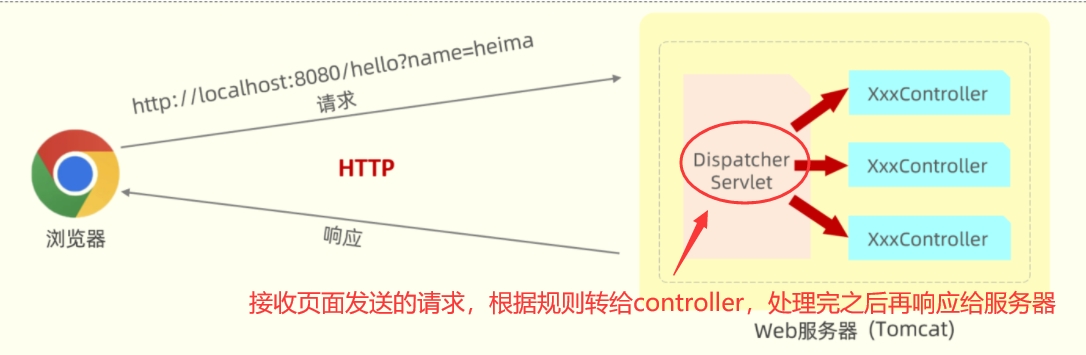 http://localhost:8080/hello?name=heima
请求
HTTP
浏览器
响应
Dispatcher
Servlet
XxxController
XxxController
XxxController
接收页面发送的请求，根据规则转给controller，处理完之后再响应给服务器
Web服务器（Tomcat）